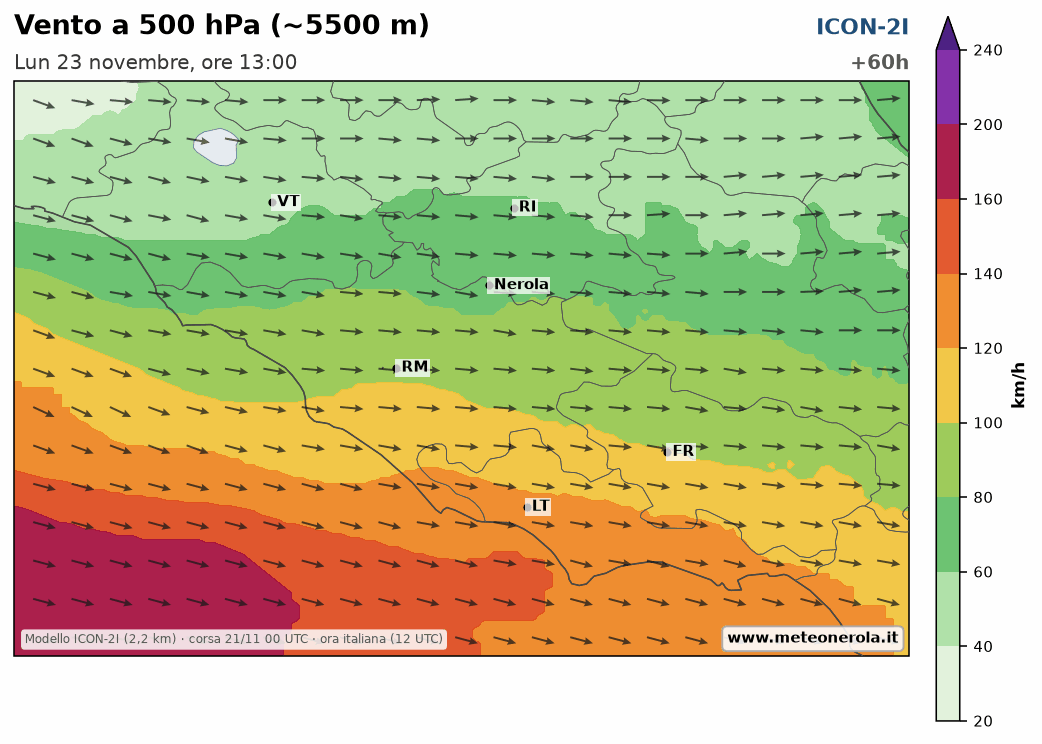 Vento a 500 hPa (~5500 m)
ICON-2I
Lun 23 novembre, ore 13:00
+60h
VT
RI
Nerola
RM
FR
LT
Modello ICON-2I (2,2 km) · corsa 21/11 00 UTC · ora italiana (12 UTC)
www.meteonerola.it
240
200
160
140
120
100
80
60
40
20
km/h